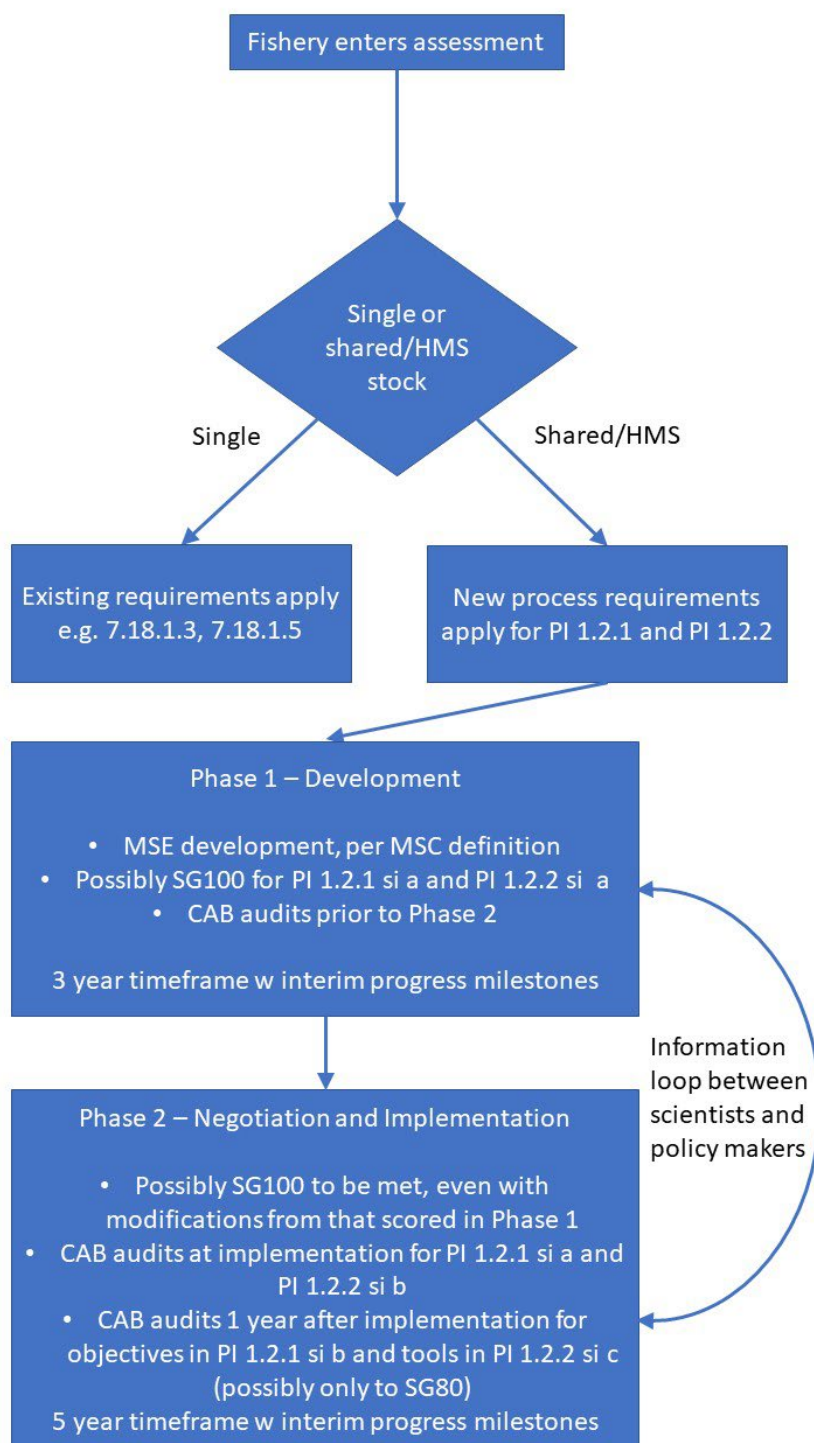 Fishery enters assessment
Single or
shared/HMS
stock
Single
Shared/HMS
Existing requirements apply
e.g. 7.18.1.3, 7.18.1.5
New process requirements
apply for PI 1.2.1 and PI 1.2.2
Phase 1 – Development
• MSE development, per MSC definition
• Possibly SG100 for PI 1.2.1 si a and PI 1.2.2 si a
• CAB audits prior to Phase 2
3 year timeframe w interim progress milestones
Information
loop between
scientists and
policy makers
Phase 2 – Negotiation and Implementation
• Possibly SG100 to be met, even with
modifications from that scored in Phase 1
• CAB audits at implementation for PI 1.2.1 si a and
PI 1.2.2 si b
• CAB audits 1 year after implementation for
objectives in PI 1.2.1 si b and tools in PI 1.2.2 si c
(possibly only to SG80)
5 year timeframe w interim progress milestones